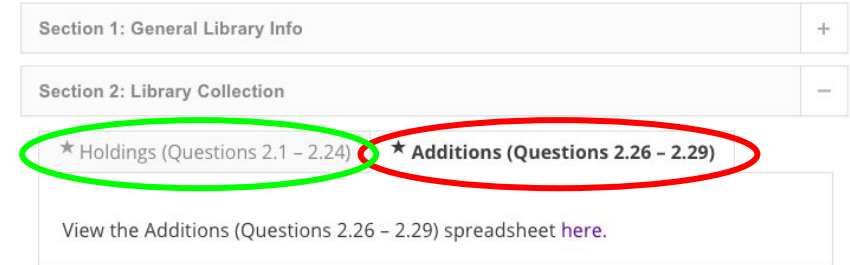 Section 1: General Library Info +
Section 2: Library Collection −
★ Holdings (Questions 2.1 – 2.24) ★ Additions (Questions 2.26 – 2.29)
View the Additions (Questions 2.26 – 2.29) spreadsheet here.